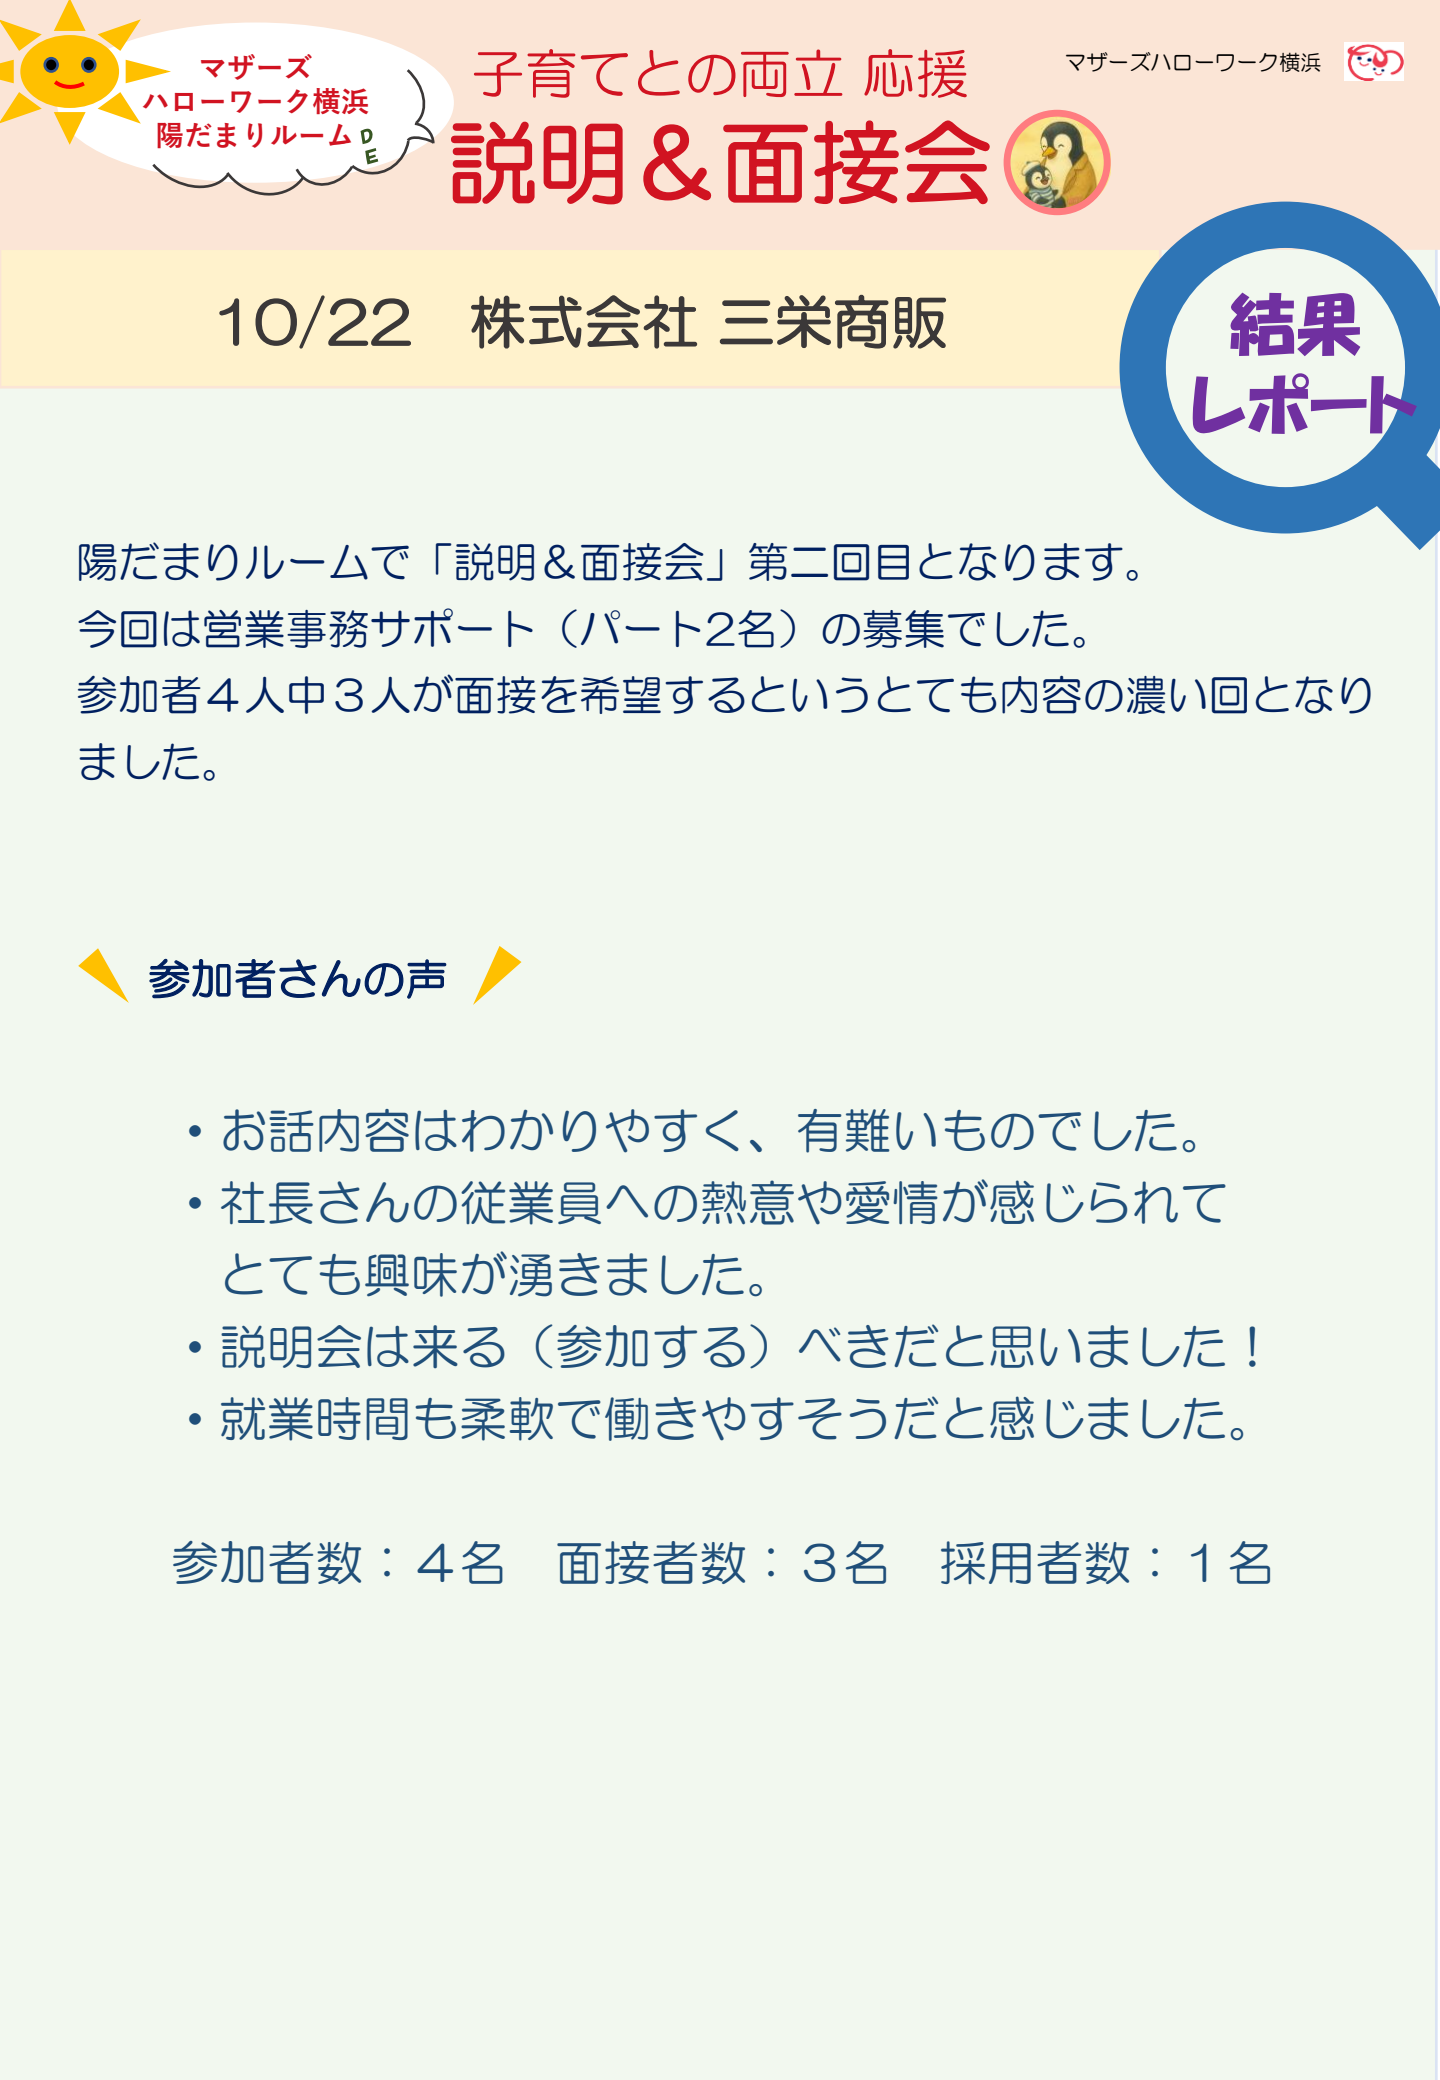 マザーズ
ハローワーク横浜
陽だまりルーム DE
子育てとの両立 応援
説明＆面接会
マザーズハローワーク横浜
10/22　株式会社 三栄商販
結果
レポート
陽だまりルームで「説明＆面接会」第二回目となります。
今回は営業事務サポート（パート2名）の募集でした。
参加者４人中３人が面接を希望するというとても内容の濃い回となり
ました。
参加者さんの声
・お話内容はわかりやすく、有難いものでした。
・社長さんの従業員への熱意や愛情が感じられて
とても興味が湧きました。
・説明会は来る（参加する）べきだと思いました！
・就業時間も柔軟で働きやすそうだと感じました。
参加者数：４名　面接者数：３名　採用者数：１名